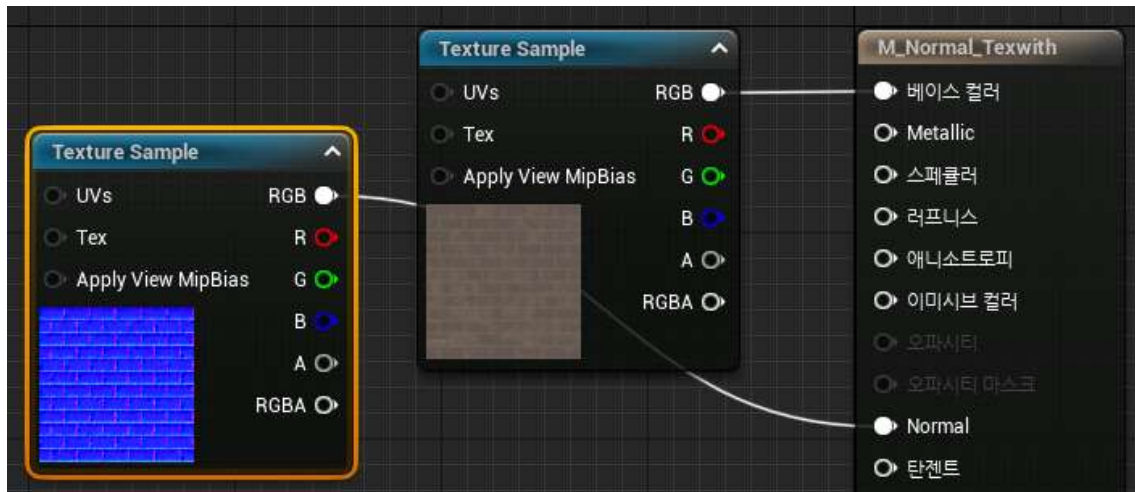 Texture Sample
UVs
RGB
Tex
R
Apply View MipBias
G
B
A
RGBA
Texture Sample
UVs
RGB
Tex
R
Apply View MipBias
G
B
A
RGBA
M_Normal_Texwith
베이스 컬러
Metallic
스페큘러
러프니스
애니소트로피
이미시브 컬러
오파시티
오파시티 마스크
Normal
탄젠트